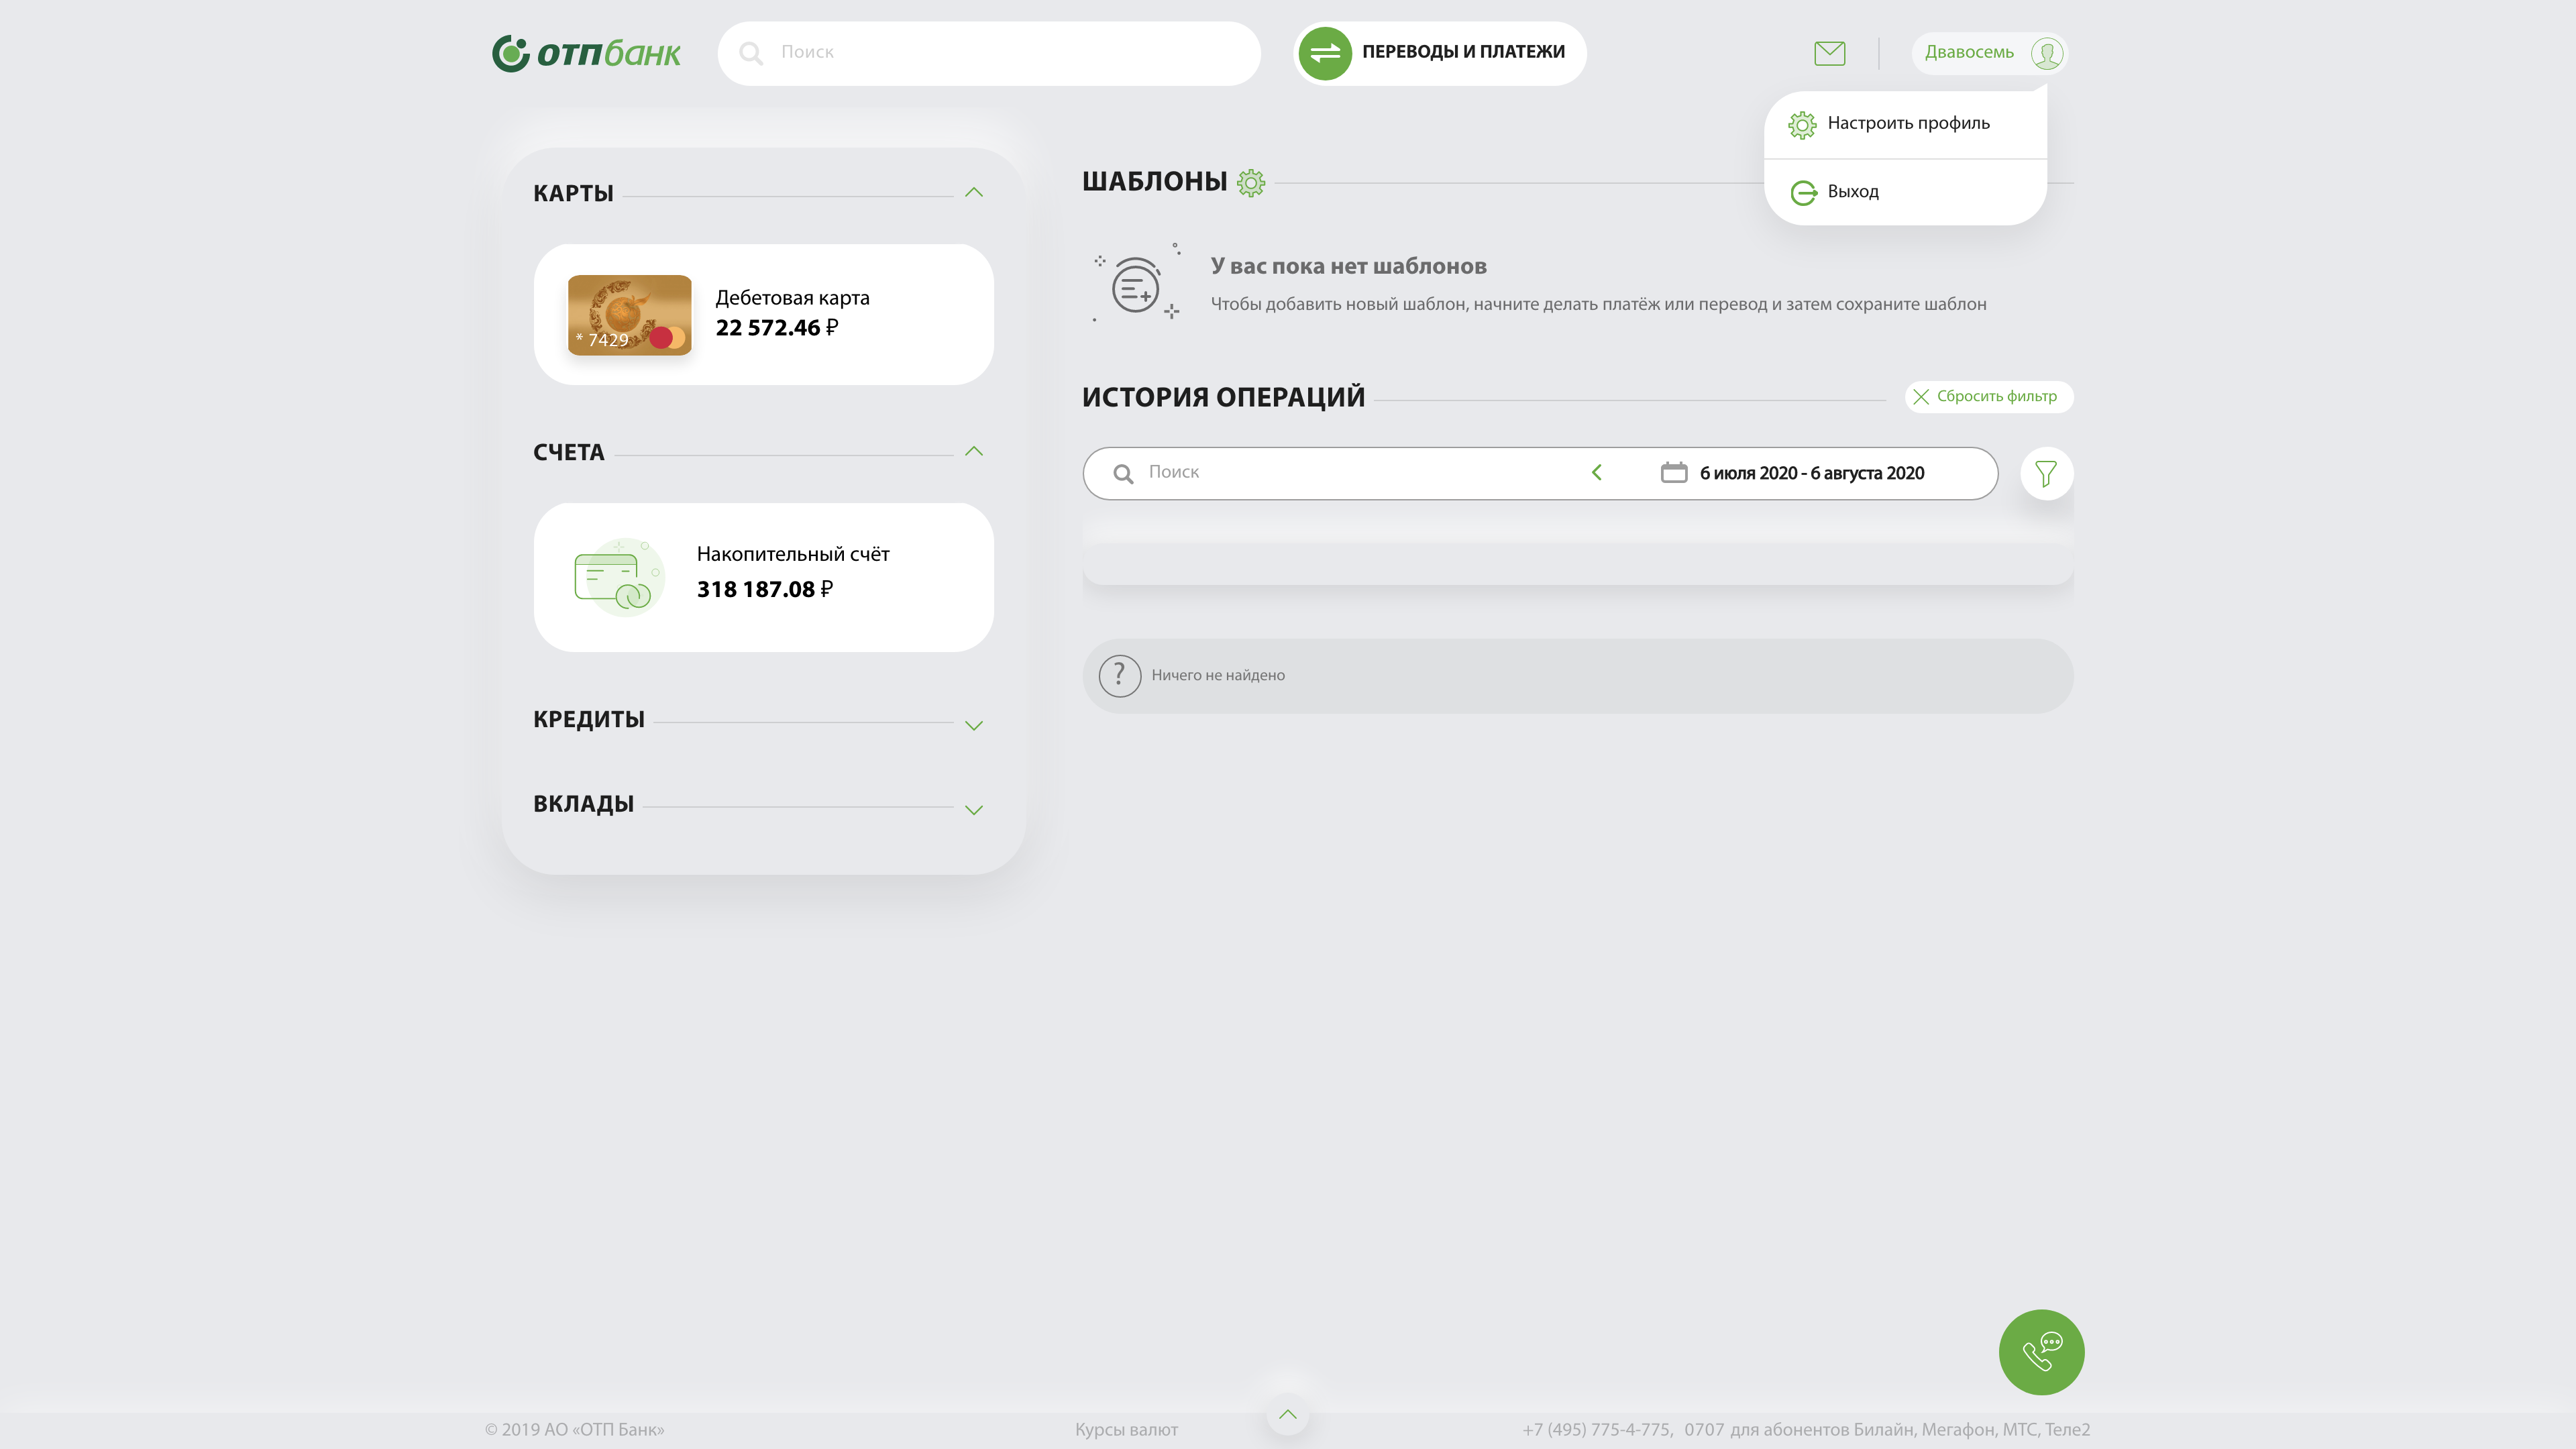 отпбанк
Поиск
ПЕРЕВОДЫ И ПЛАТЕЖИ
Двавосемь
Настроить профиль
Выход
КАРТЫ
* 7429
Дебетовая карта
22 572.46 ₽
СЧЕТА
Накопительный счёт
318 187.08 ₽
КРЕДИТЫ
ВКЛАДЫ
ШАБЛОНЫ
У вас пока нет шаблонов
Чтобы добавить новый шаблон, начните делать платёж или перевод и затем сохраните шаблон
ИСТОРИЯ ОПЕРАЦИЙ
Сбросить фильтр
Поиск
6 июля 2020 - 6 августа 2020
? Ничего не найдено
© 2019 АО «ОТП Банк»
Курсы валют
+7 (495) 775-4-775, 0707 для абонентов Билайн, Мегафон, МТС, Теле2